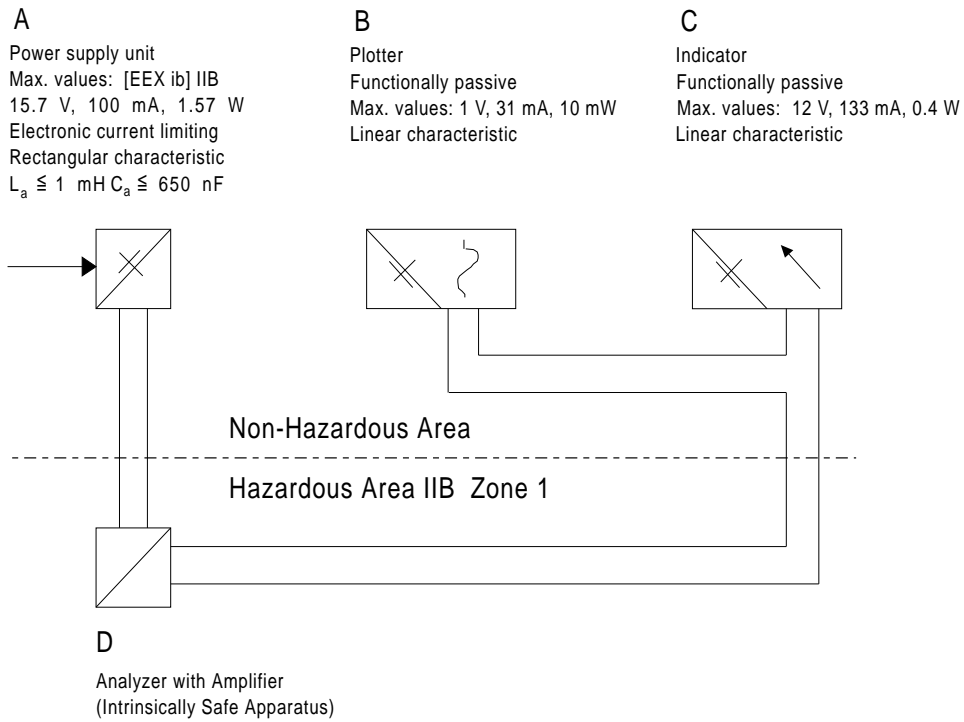 A
Power supply unit
Max. values: [EEX ib] IIB
15.7 V, 100 mA, 1.57 W
Electronic current limiting
Rectangular characteristic
La ≦ 1 mH Ca ≦ 650 nF
B
Plotter
Functionally passive
Max. values: 1 V, 31 mA, 10 mW
Linear characteristic
C
Indicator
Functionally passive
Max. values: 12 V, 133 mA, 0.4 W
Linear characteristic
Non-Hazardous Area
Hazardous Area IIB Zone 1
D
Analyzer with Amplifier
(Intrinsically Safe Apparatus)